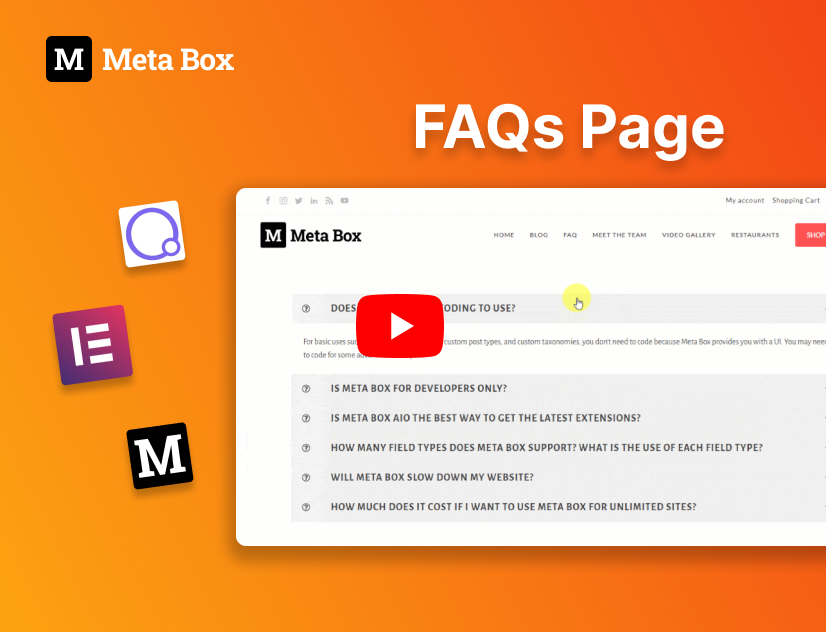 M Meta Box
FAQs Page
My account Shopping Cart
M Meta Box
HOME BLOG FAQ MEET THE TEAM VIDEO GALLERY RESTAURANTS SHOP
DOES ODING TO USE?
For basic uses suc custom post types, and custom taxonomies, you don't need to code because Meta Box provides you with a UI. You may nee
to code for some
IS META BOX FOR DEVELOPERS ONLY?
IS META BOX AIO THE BEST WAY TO GET THE LATEST EXTENSIONS?
HOW MANY FIELD TYPES DOES META BOX SUPPORT? WHAT IS THE USE OF EACH FIELD TYPE?
M
WILL META BOX SLOW DOWN MY WEBSITE?
HOW MUCH DOES IT COST IF I WANT TO USE META BOX FOR UNLIMITED SITES?